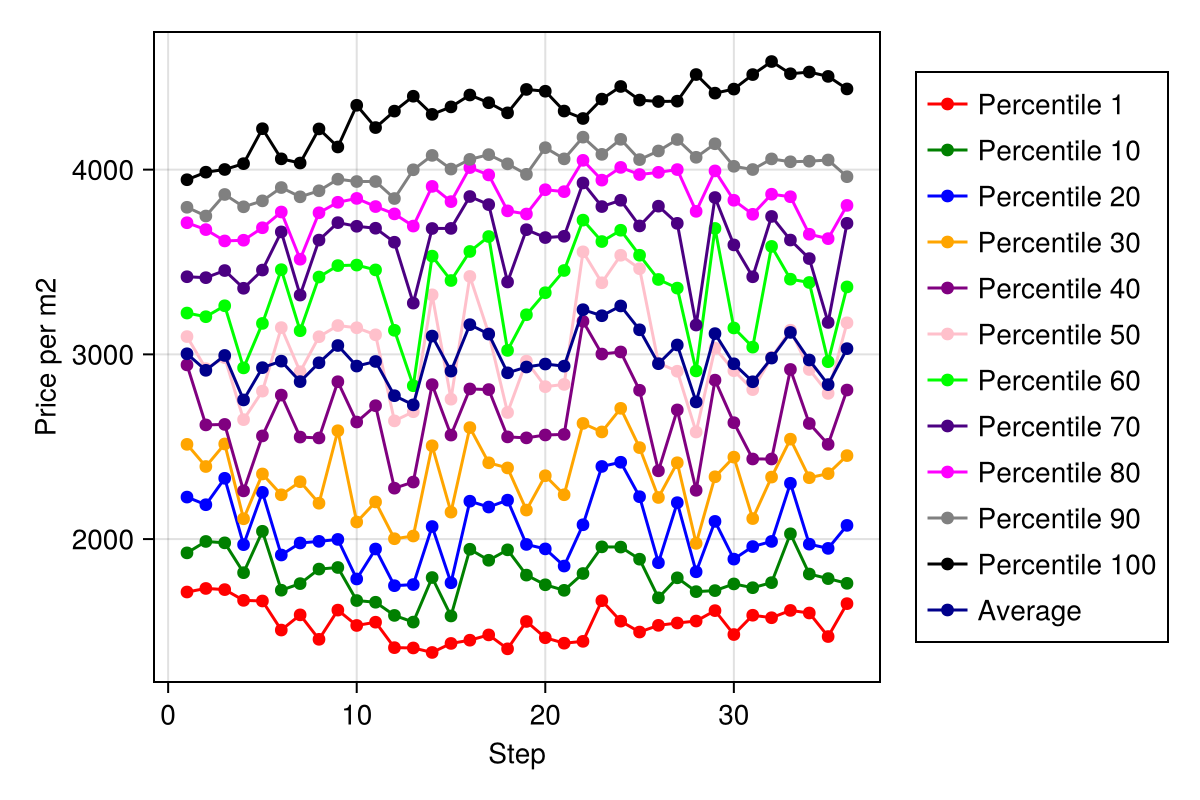 Price per m2
4000
3000
2000
0
10
20
30
Step
Percentile 1
Percentile 10
Percentile 20
Percentile 30
Percentile 40
Percentile 50
Percentile 60
Percentile 70
Percentile 80
Percentile 90
Percentile 100
Average